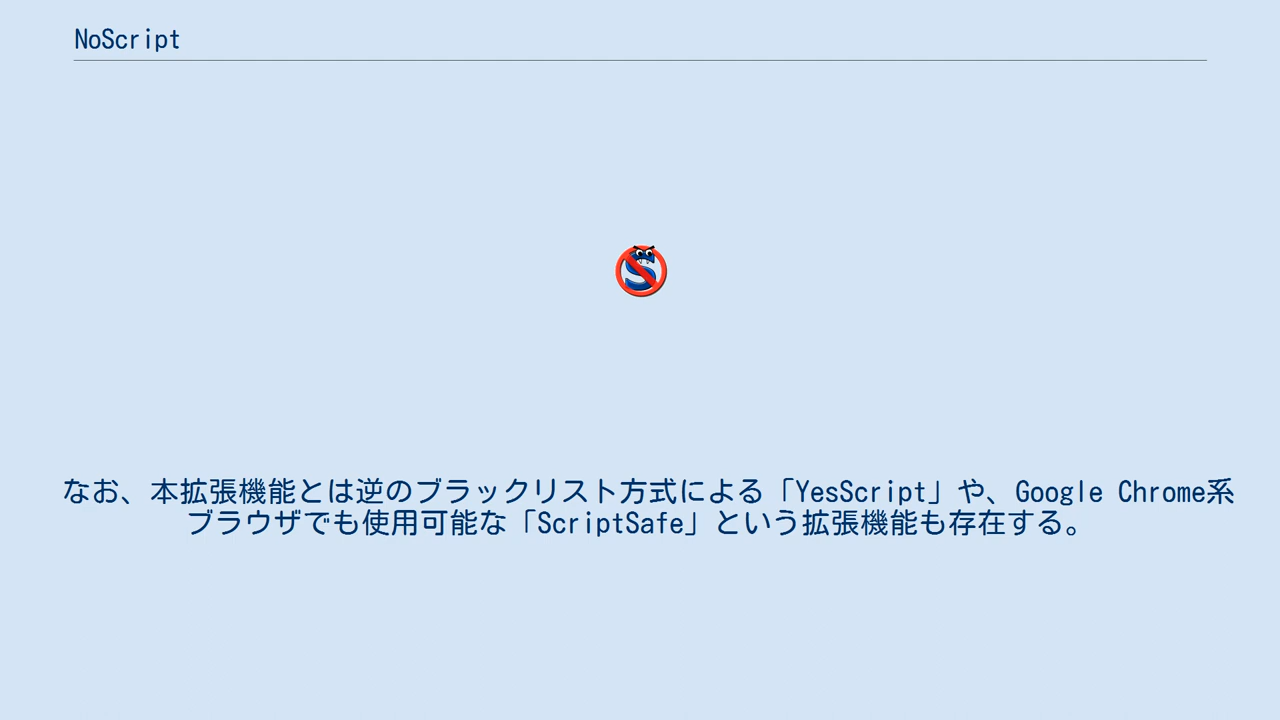 NoScript
なお、本拡張機能とは逆のブラックリスト方式による「YesScript」や、Google Chrome系
ブラウザでも使用可能な「ScriptSafe」という拡張機能も存在する。